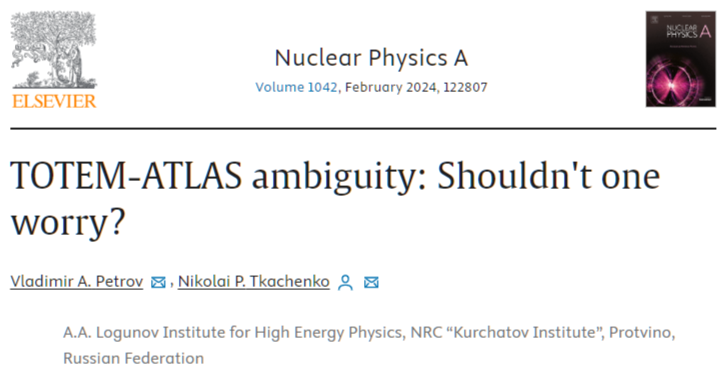 Nuclear Physics A
Volume 1042, February 2024, 122807
ELSEVIER
NUCLEAR
PHYSICS A
TOTEM-ATLAS ambiguity: Shouldn't one
worry?
Vladimir A. Petrov , Nikolai P. Tkachenko
A.A. Logunov Institute for High Energy Physics, NRC “Kurchatov Institute”, Protvino,
Russian Federation